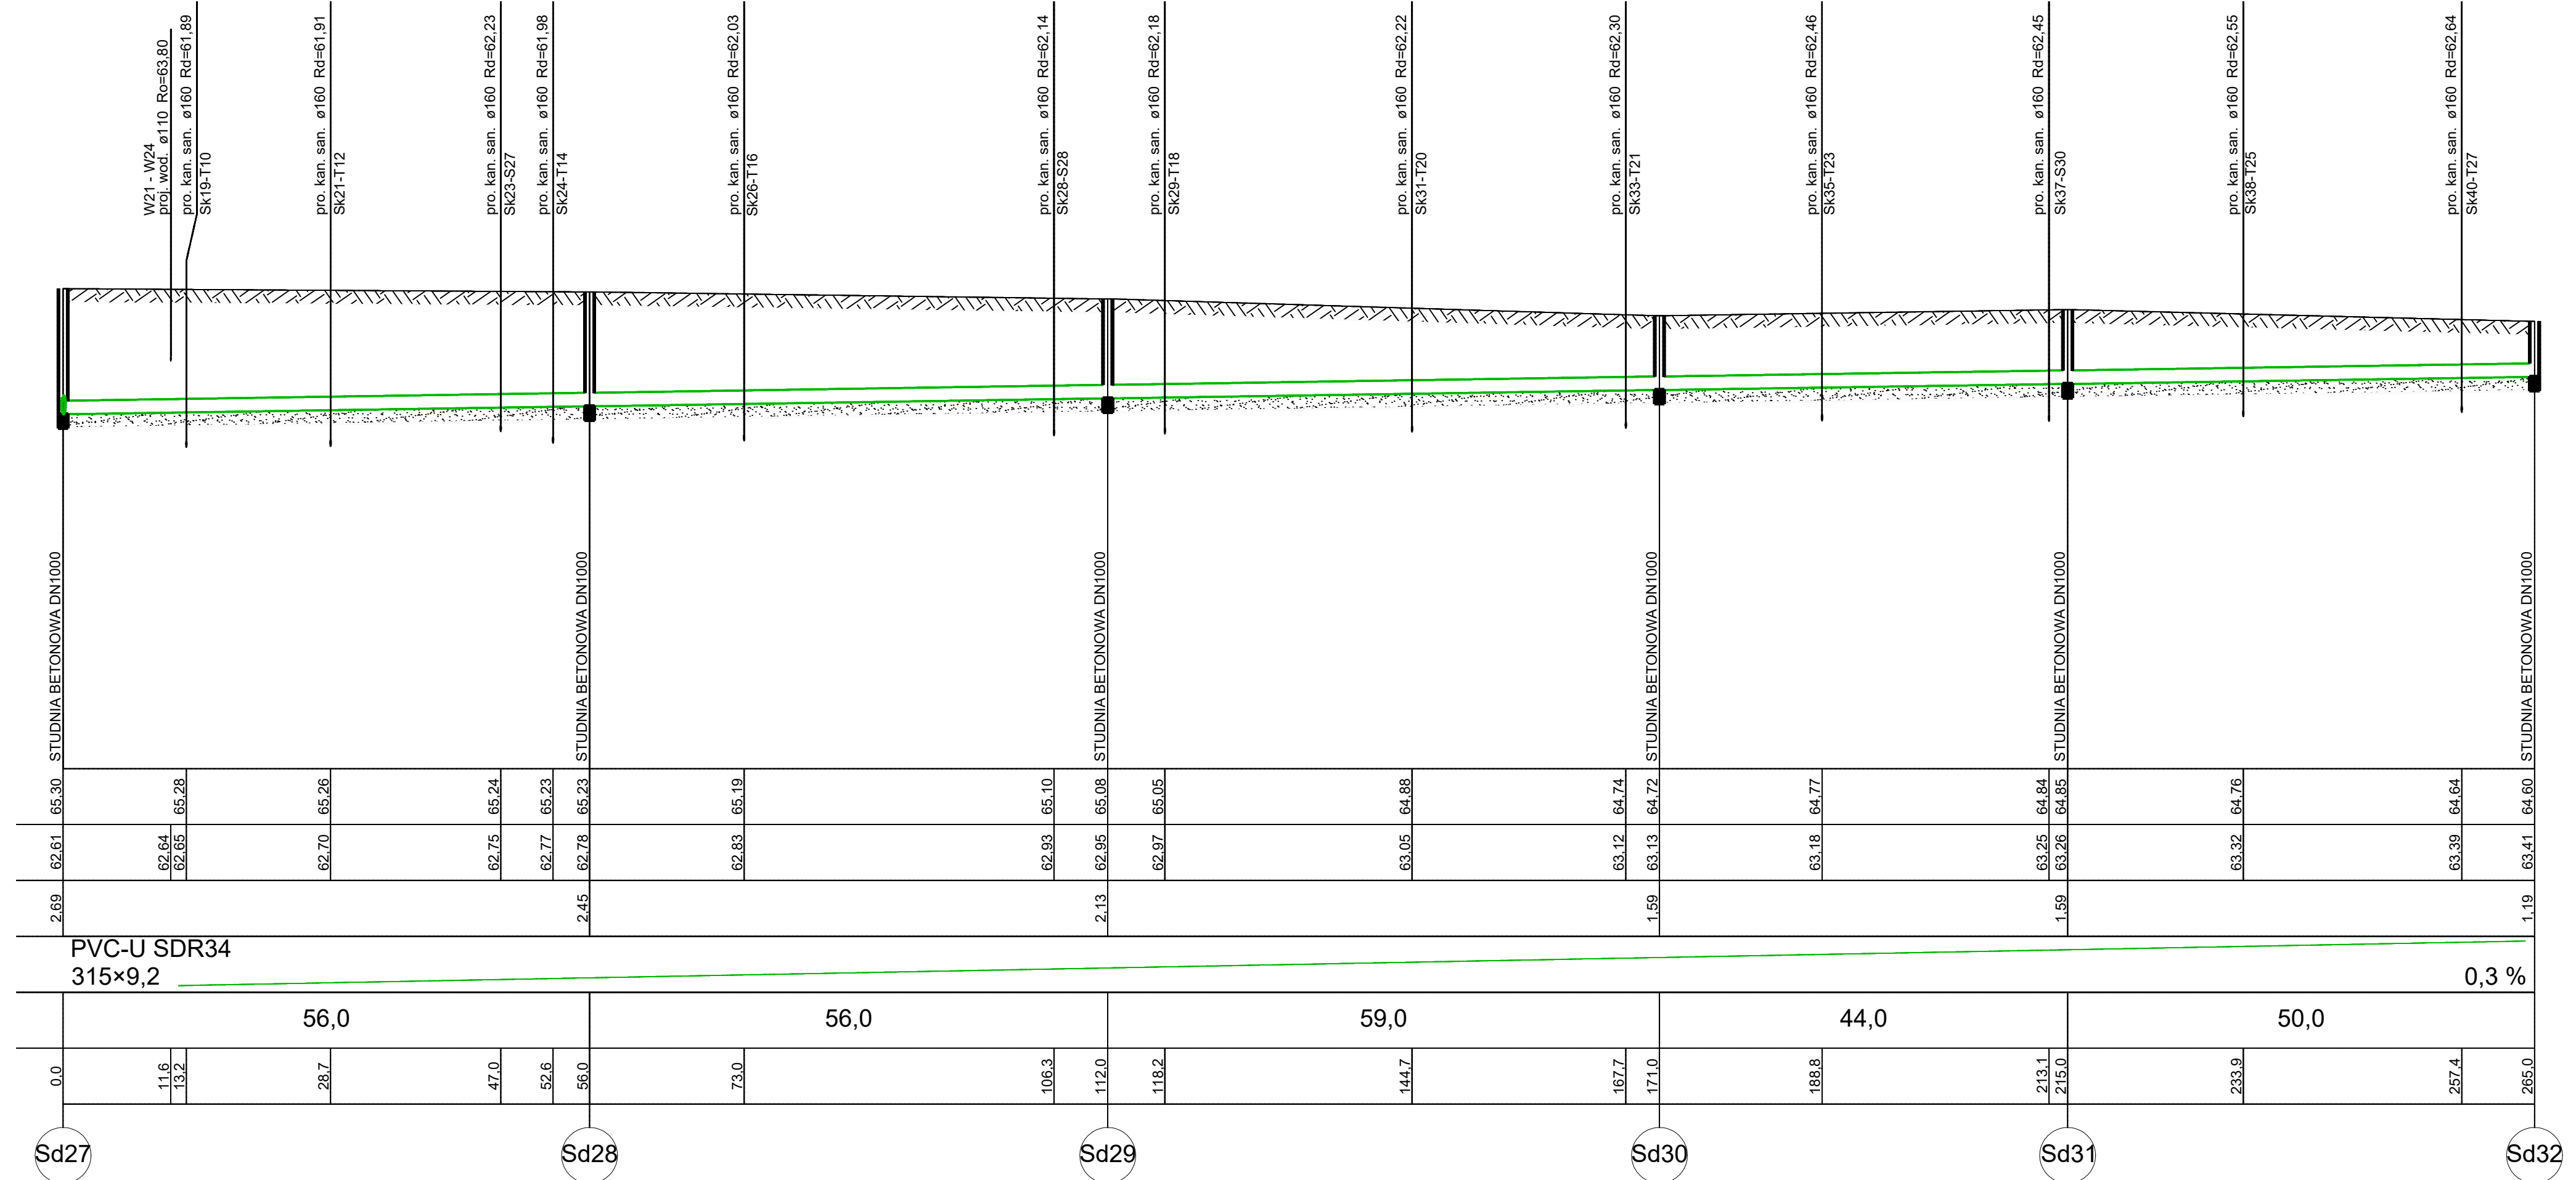 W21 - W24
proj. wod. ø110 Ro=63,80
pro. kan. san. ø160 Rd=61,89
Sk19-T10
pro. kan. san. ø160 Rd=61,91
Sk21-T12
pro. kan. san. ø160 Rd=62,23
Sk23-S27
pro. kan. san. ø160 Rd=61,98
Sk24-T14
pro. kan. san. ø160 Rd=62,03
Sk26-T16
pro. kan. san. ø160 Rd=62,14
Sk28-S28
pro. kan. san. ø160 Rd=62,18
Sk29-T18
pro. kan. san. ø160 Rd=62,22
Sk31-T20
pro. kan. san. ø160 Rd=62,30
Sk33-T21
pro. kan. san. ø160 Rd=62,46
Sk35-T23
pro. kan. san. ø160 Rd=62,45
Sk37-S30
pro. kan. san. ø160 Rd=62,55
Sk38-T25
pro. kan. san. ø160 Rd=62,64
Sk40-T27
STUDNIA BETONOWA DN1000
STUDNIA BETONOWA DN1000
STUDNIA BETONOWA DN1000
STUDNIA BETONOWA DN1000
STUDNIA BETONOWA DN1000
STUDNIA BETONOWA DN1000
65,30 65,28 65,26 65,24 65,23 65,23 65,19 65,10 65,08 65,05 64,88 64,74 64,72 64,77 64,84 64,85 64,76 64,64 64,60
62,61 62,64 62,65 62,70 62,75 62,77 62,78 62,83 62,93 62,95 62,97 63,05 63,12 63,13 63,18 63,25 63,26 63,32 63,39 63,41
2,69 2,45 2,13 1,59 1,59 1,19
PVC-U SDR34
315×9,2 0,3 %
56,0 56,0 59,0 44,0 50,0
0,0 11,6 13,2 28,7 47,0 52,6 56,0 73,0 106,3 112,0 118,2 144,7 167,7 171,0 188,8 213,1 215,0 233,9 257,4 265,0
Sd27 Sd28 Sd29 Sd30 Sd31 Sd32